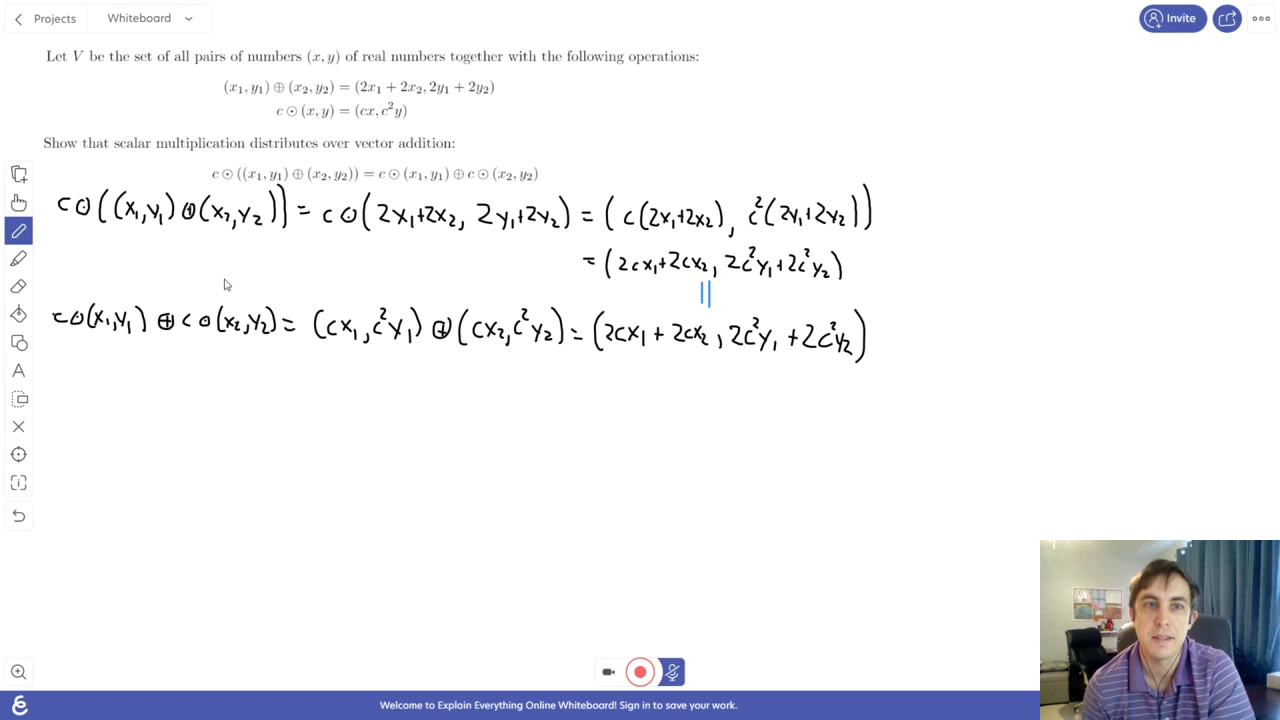 Projects Whiteboard Invite
Let V be the set of all pairs of numbers (x, y) of real numbers together with the following operations:
(x₁, y₁) ⊕ (x₂, y₂) = (2x₁ + 2x₂, 2y₁ + 2y₂)
c ⊙ (x, y) = (cx, c²y)
Show that scalar multiplication distributes over vector addition:
c ⊙ ((x₁, y₁) ⊕ (x₂, y₂)) = c ⊙ (x₁, y₁) ⊕ c ⊙ (x₂, y₂)
c⊙((x₁,y₁)⊕(x₂,y₂)) = c⊙(2x₁+2x₂, 2y₁+2y₂) = (c(2x₁+2x₂), c²(2y₁+2y₂))
= (2cx₁+2cx₂, 2c²y₁+2c²y₂)
||
c⊙(x₁,y₁) ⊕ c⊙(x₂,y₂) = (cx₁, c²y₁) ⊕ (cx₂, c²y₂) = (2cx₁ + 2cx₂, 2c²y₁ + 2c²y₂)
Welcome to Explain Everything Online Whiteboard! Sign in to save your work.